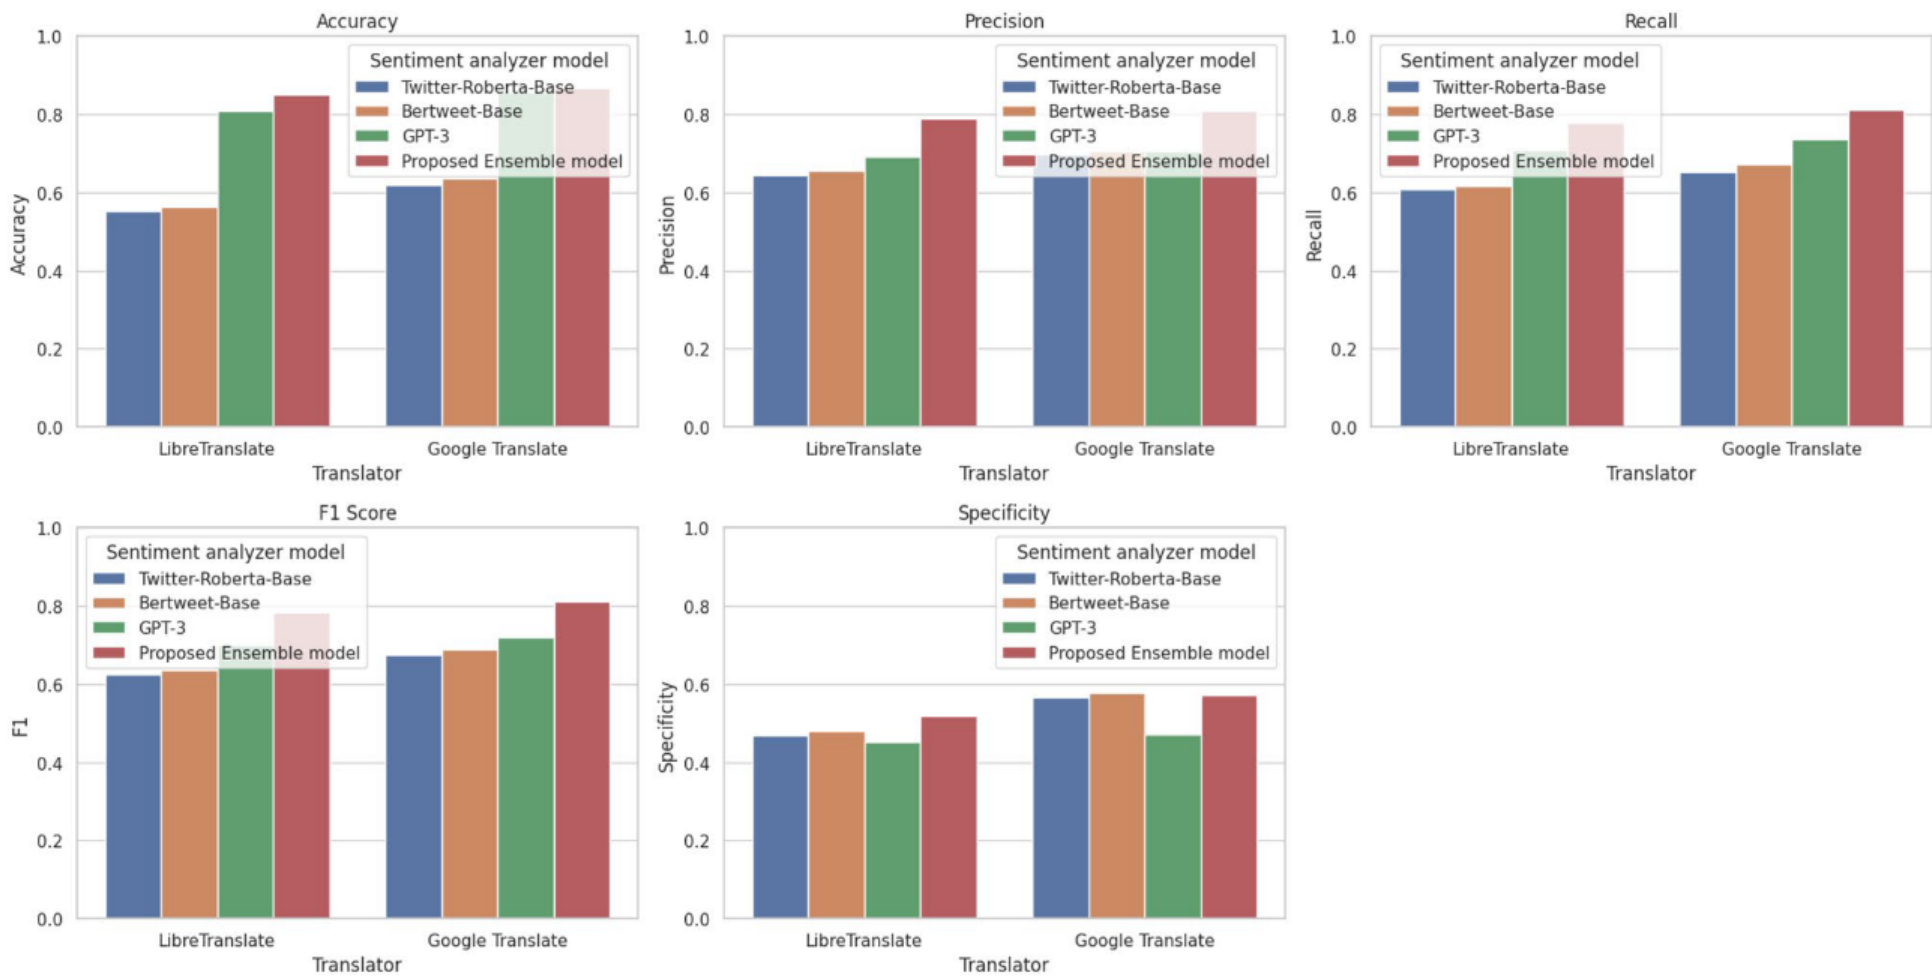 Accuracy
1.0
0.8
0.6
0.4
0.2
0.0
Accuracy
Sentiment analyzer model
Twitter-Roberta-Base
Bertweet-Base
GPT-3
Proposed Ensemble model
LibreTranslate
Google Translate
Translator
Precision
1.0
0.8
0.6
0.4
0.2
0.0
Precision
Sentiment analyzer model
Twitter-Roberta-Base
Bertweet-Base
GPT-3
Proposed Ensemble model
LibreTranslate
Google Translate
Translator
Recall
1.0
0.8
0.6
0.4
0.2
0.0
Recall
Sentiment analyzer model
Twitter-Roberta-Base
Bertweet-Base
GPT-3
Proposed Ensemble model
LibreTranslate
Google Translate
Translator
F1 Score
1.0
0.8
0.6
0.4
0.2
0.0
F1
Sentiment analyzer model
Twitter-Roberta-Base
Bertweet-Base
GPT-3
Proposed Ensemble model
LibreTranslate
Google Translate
Translator
Specificity
1.0
0.8
0.6
0.4
0.2
0.0
Specificity
Sentiment analyzer model
Twitter-Roberta-Base
Bertweet-Base
GPT-3
Proposed Ensemble model
LibreTranslate
Google Translate
Translator